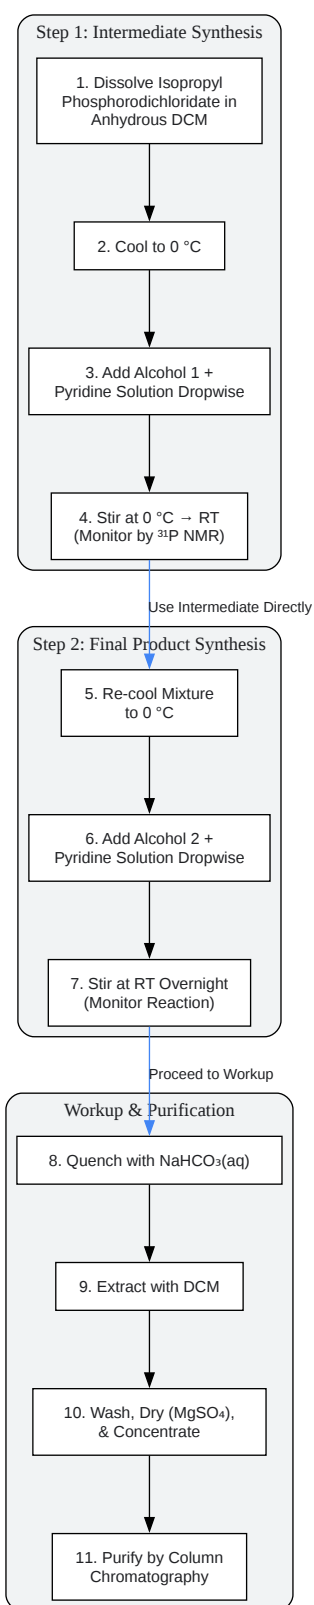 Step 1: Intermediate Synthesis
1. Dissolve Isopropyl
Phosphorodichloridate in
Anhydrous DCM
2. Cool to 0 °C
3. Add Alcohol 1 +
Pyridine Solution Dropwise
4. Stir at 0 °C → RT
(Monitor by ³¹P NMR)
Use Intermediate Directly
Step 2: Final Product Synthesis
5. Re-cool Mixture
to 0 °C
6. Add Alcohol 2 +
Pyridine Solution Dropwise
7. Stir at RT Overnight
(Monitor Reaction)
Proceed to Workup
Workup & Purification
8. Quench with NaHCO₃(aq)
9. Extract with DCM
10. Wash, Dry (MgSO₄),
& Concentrate
11. Purify by Column
Chromatography